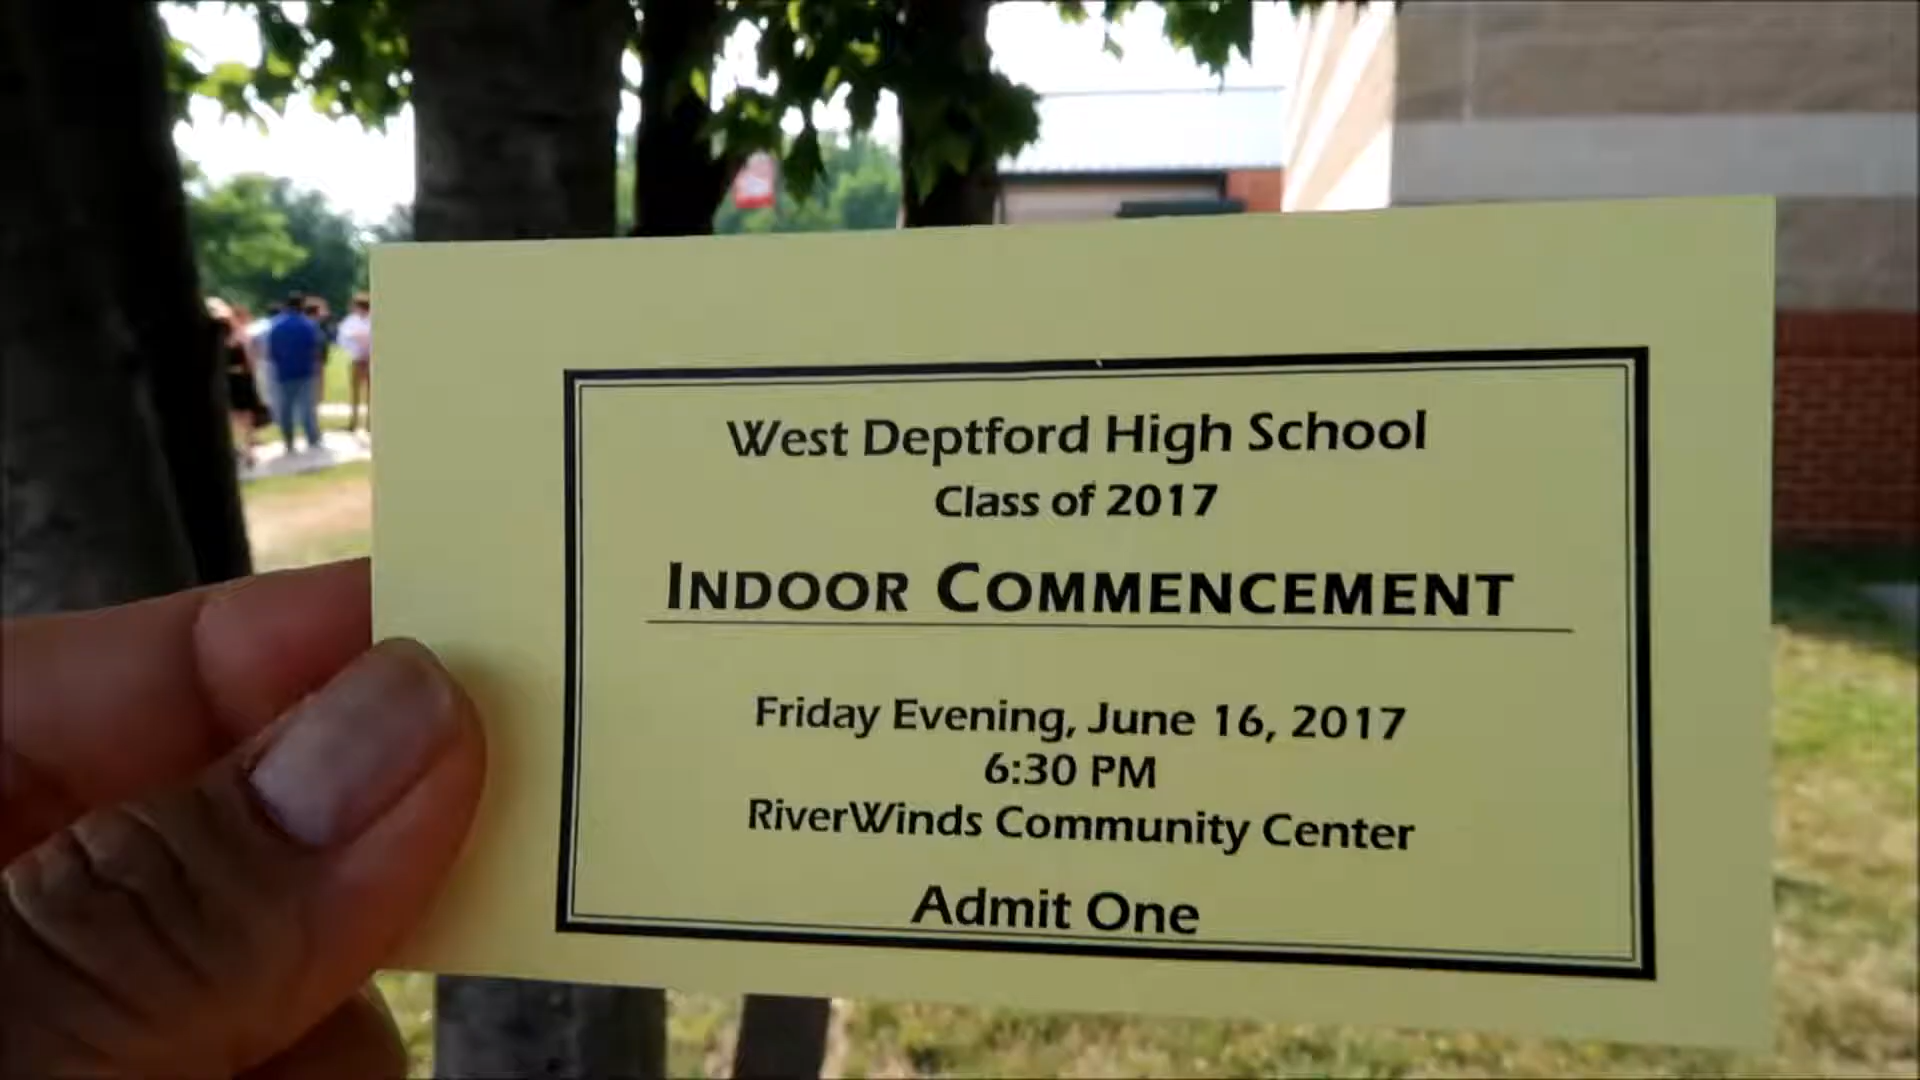 West Deptford High School
Class of 2017
INDOOR COMMENCEMENT
Friday Evening, June 16, 2017
6:30 PM
RiverWinds Community Center
Admit One